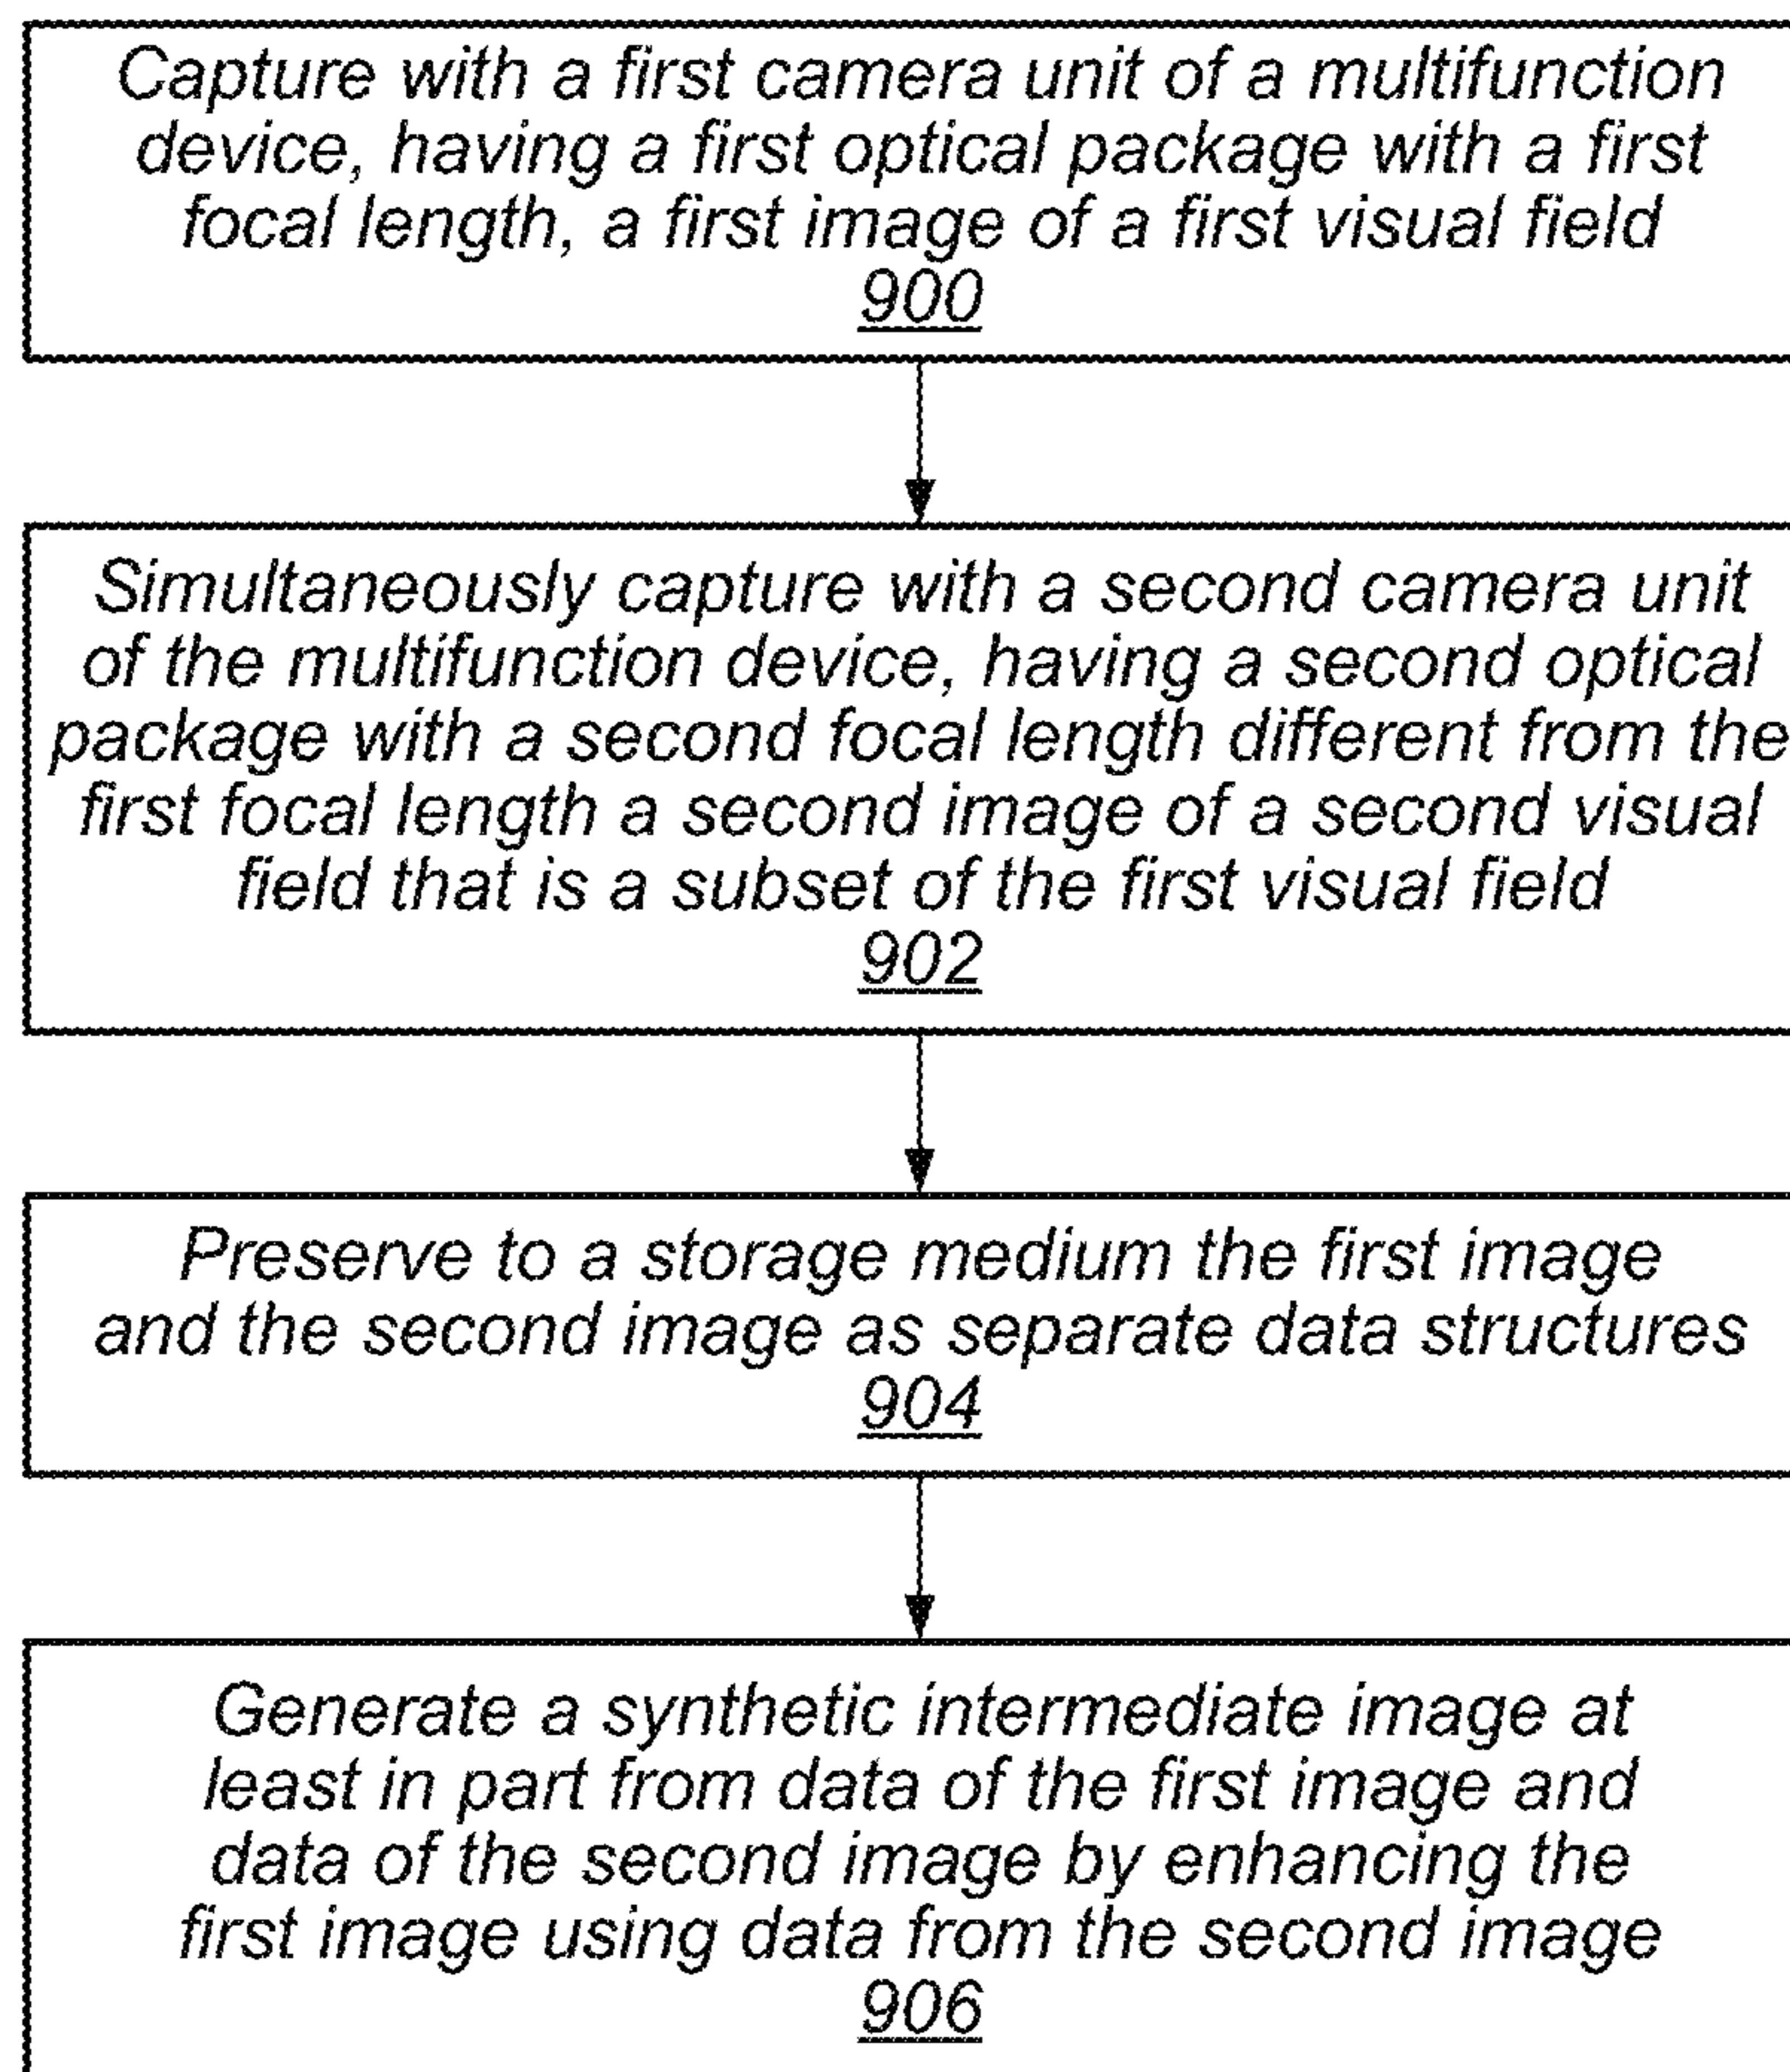 Capture with a first camera unit of a multifunction
device, having a first optical package with a first
focal length, a first image of a first visual field
900
Simultaneously capture with a second camera unit
of the multifunction device, having a second optical
package with a second focal length different from the
first focal length a second image of a second visual
field that is a subset of the first visual field
902
Preserve to a storage medium the first image
and the second image as separate data structures
904
Generate a synthetic intermediate image at
least in part from data of the first image and
data of the second image by enhancing the
first image using data from the second image
906